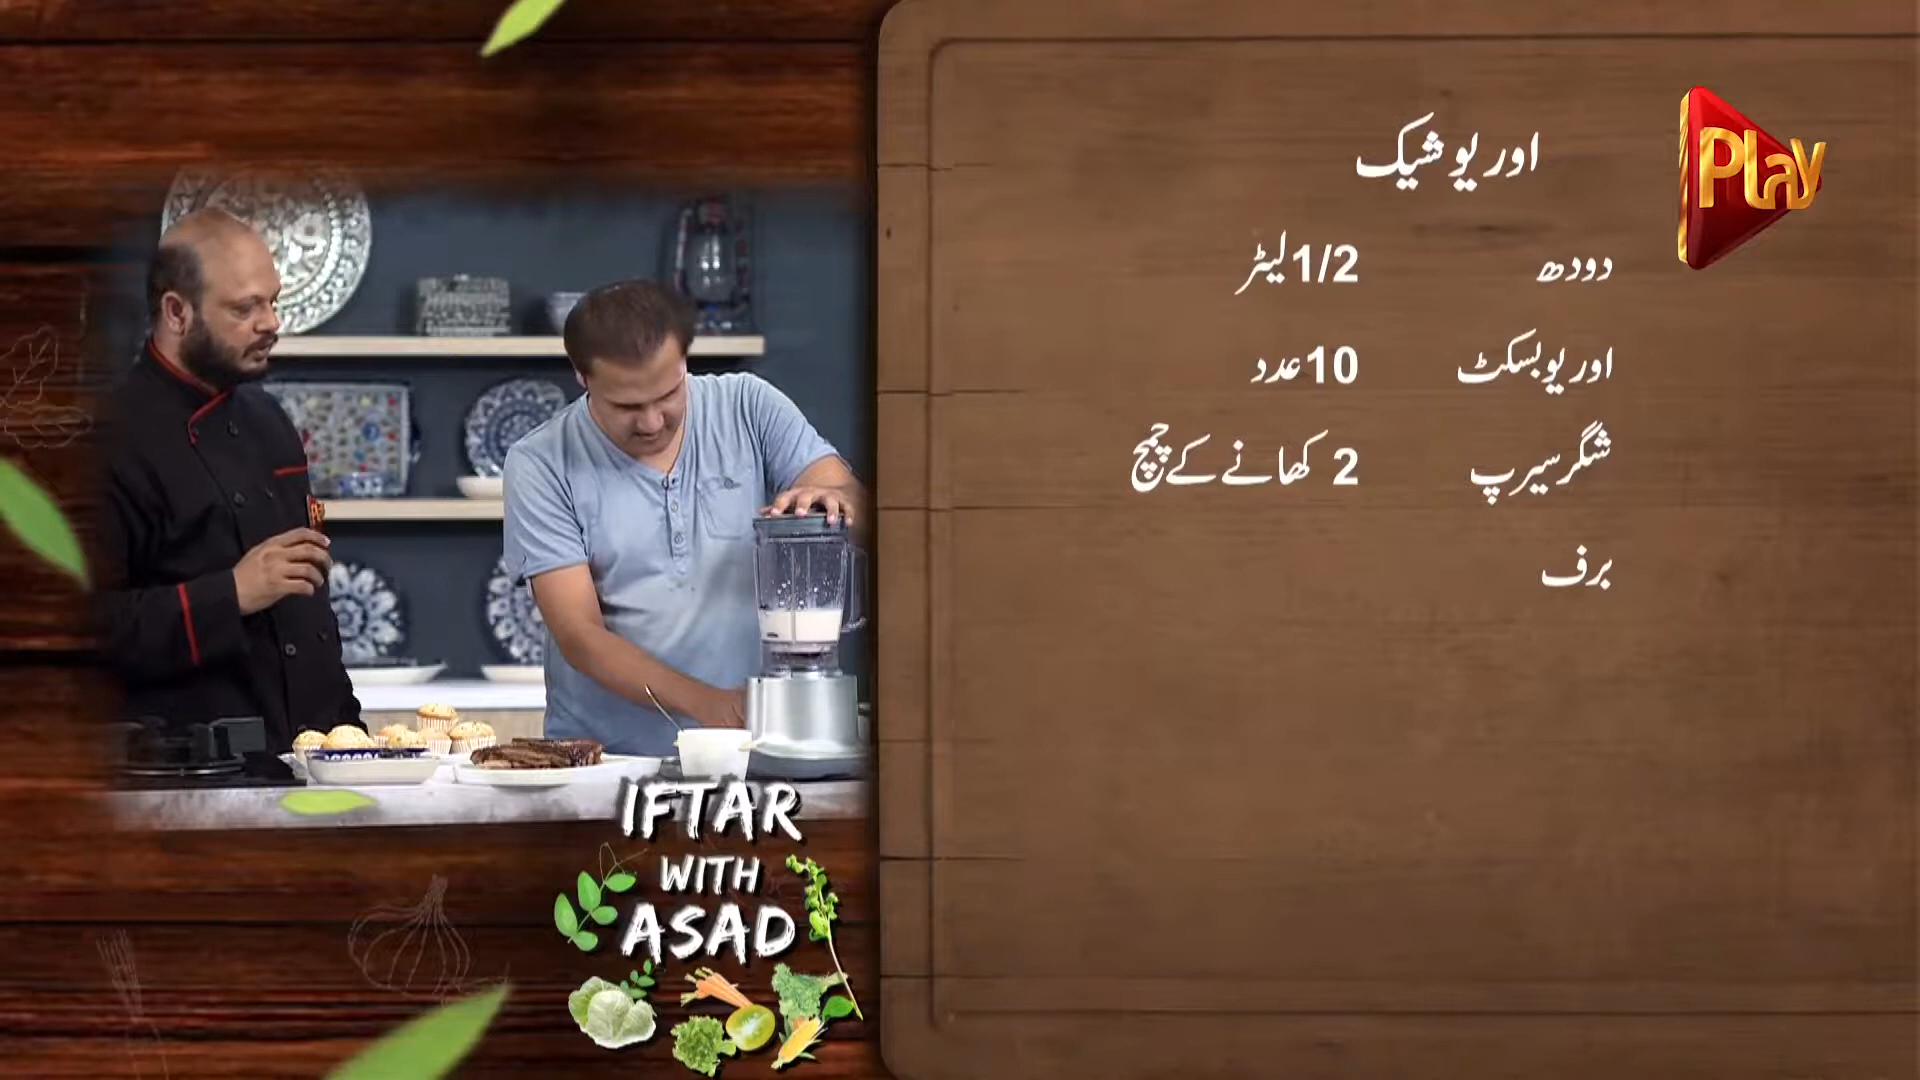 اوریو شیک
دودھ 1/2 لیٹر
اوریو بسکٹ 10 عدد
شگر سیرپ 2 کھانے کے چمچ
برف
Play
IFTAR
WITH
ASAD